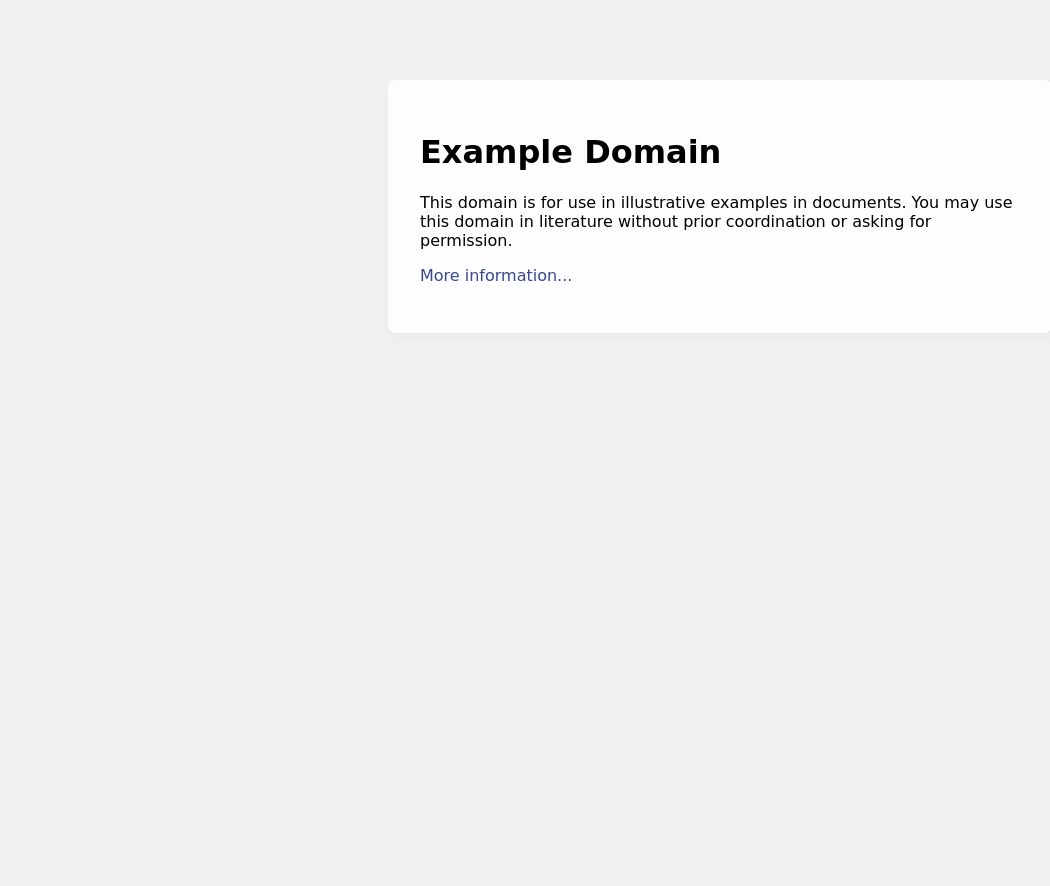 Example Domain
This domain is for use in illustrative examples in documents. You may use
this domain in literature without prior coordination or asking for
permission.
More information...